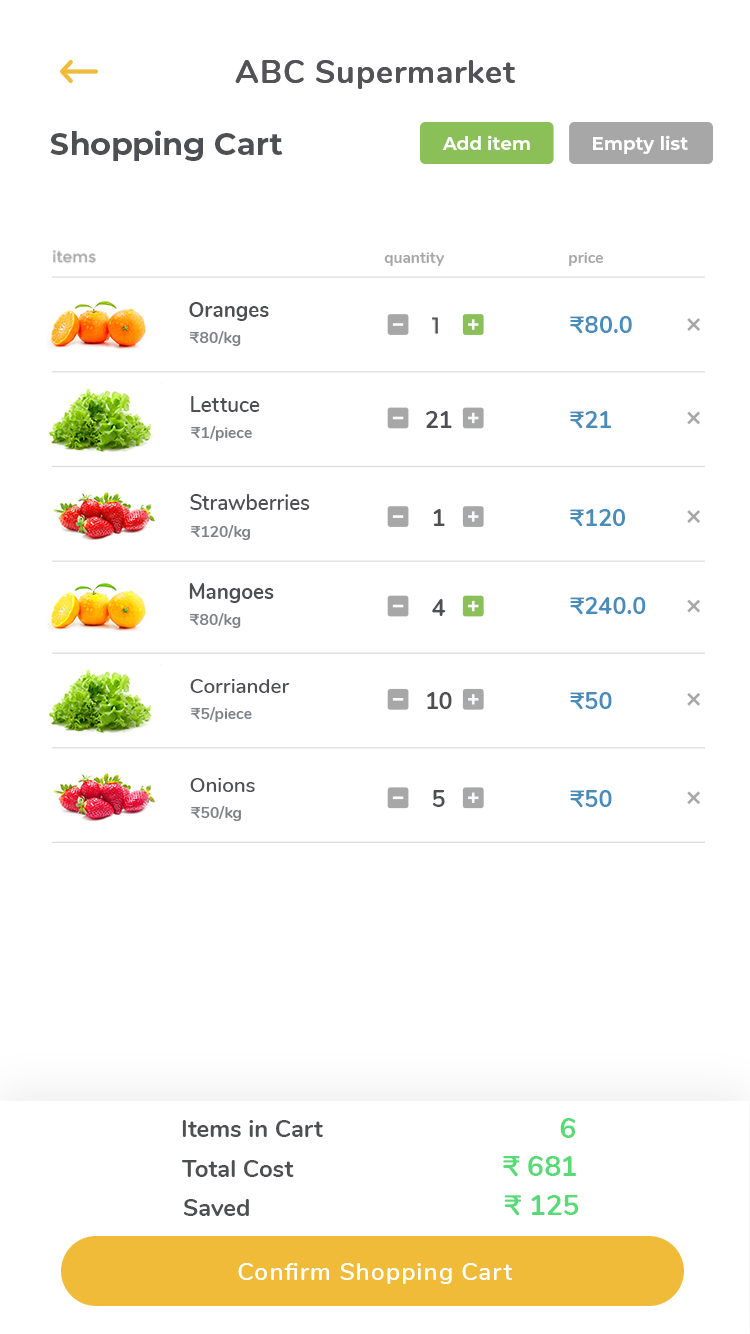 ABC Supermarket
Shopping Cart
Add item
Empty list
items quantity price
Oranges
₹80/kg
1 ₹80.0
Lettuce
₹1/piece
21 ₹21
Strawberries
₹120/kg
1 ₹120
Mangoes
₹80/kg
4 ₹240.0
Corriander
₹5/piece
10 ₹50
Onions
₹50/kg
5 ₹50
Items in Cart 6
Total Cost ₹ 681
Saved ₹ 125
Confirm Shopping Cart